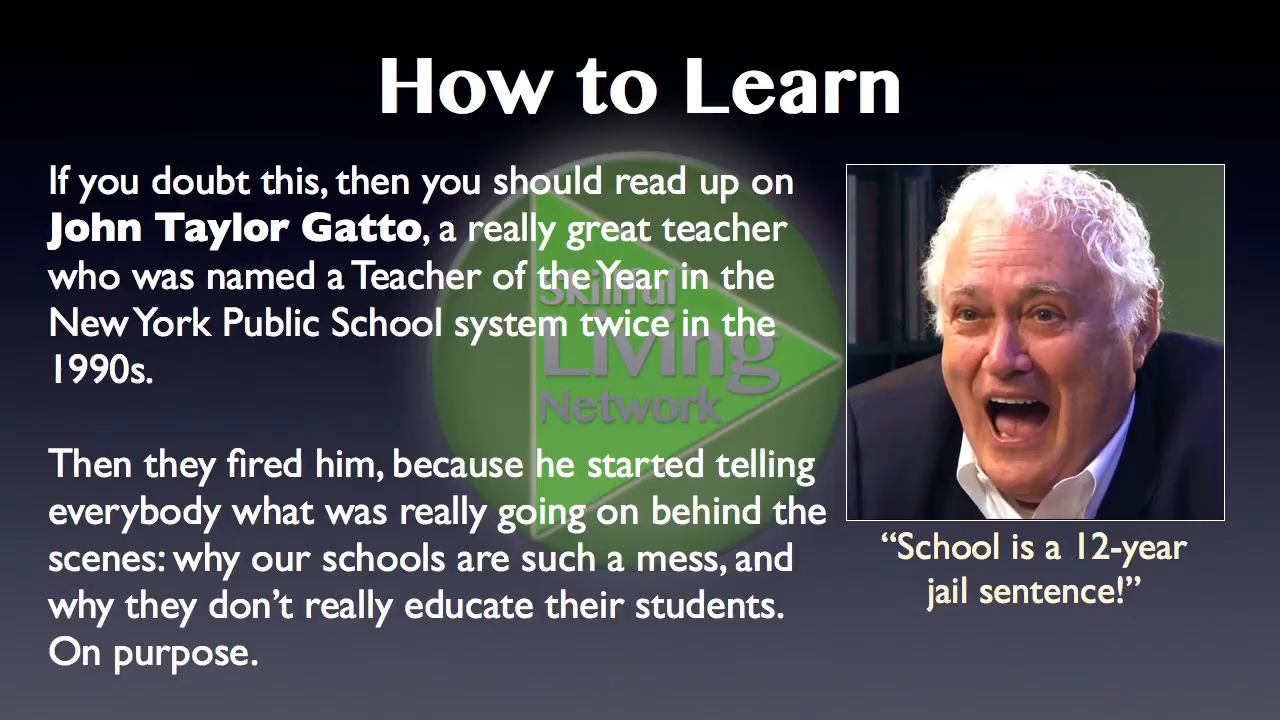 How to Learn
If you doubt this, then you should read up on
John Taylor Gatto, a really great teacher
who was named a Teacher of the Year in the
New York Public School system twice in the
1990s.
Then they fired him, because he started telling
everybody what was really going on behind the
scenes: why our schools are such a mess, and
why they don’t really educate their students.
On purpose.
Skillful
Living
Network
“School is a 12-year
jail sentence!”